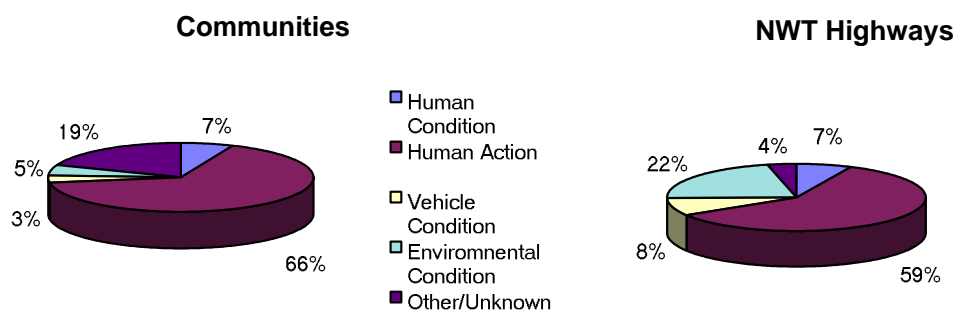 Communities
19%
7%
5%
3%
66%
Human
Condition
Human Action
Vehicle
Condition
Enviromnental
Condition
Other/Unknown
NWT Highways
4%
7%
22%
8%
59%